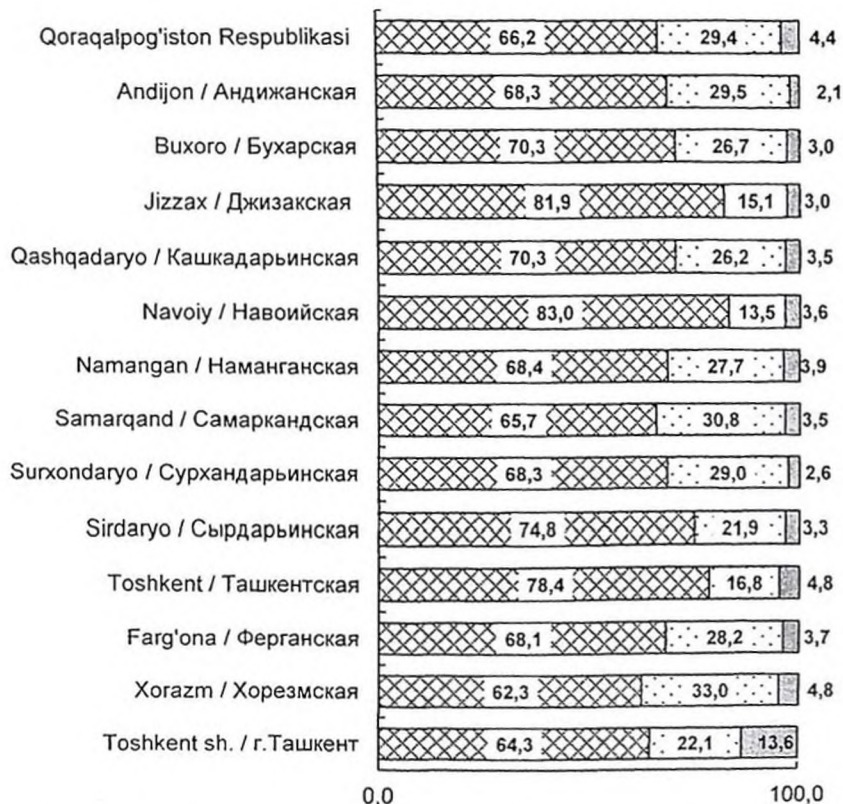 Qoraqalpog'iston Respublikasi 66,2 29,4 4,4
Andijon / Андижанская 68,3 29,5 2,1
Buxoro / Бухарская 70,3 26,7 3,0
Jizzax / Джизакская 81,9 15,1 3,0
Qashqadaryo / Кашкадарьинская 70,3 26,2 3,5
Navoiy / Навоийская 83,0 13,5 3,6
Namangan / Наманганская 68,4 27,7 3,9
Samarqand / Самаркандская 65,7 30,8 3,5
Surxondaryo / Сурхандарьинская 68,3 29,0 2,6
Sirdaryo / Сырдарьинская 74,8 21,9 3,3
Toshkent / Ташкентская 78,4 16,8 4,8
Farg'ona / Ферганская 68,1 28,2 3,7
Xorazm / Хорезмская 62,3 33,0 4,8
Toshkent sh. / г.Ташкент 64,3 22,1 13,6
0,0 100,0